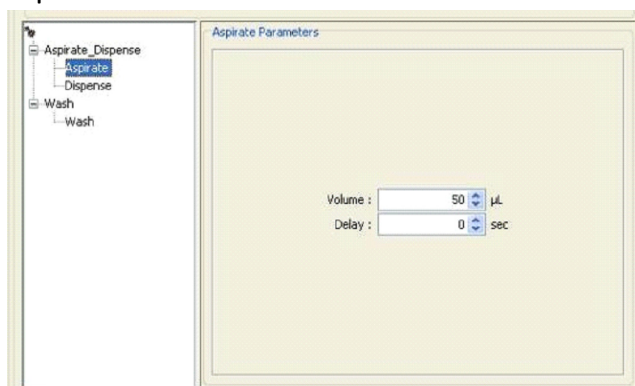 Aspirate_Dispense
Aspirate
Dispense
Wash
Wash
Aspirate Parameters
Volume : 50 µL
Delay : 0 sec